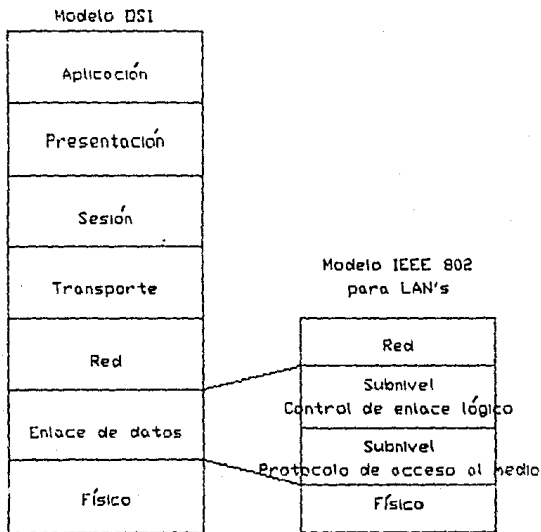 Modelo OSI
Aplicación
Presentación
Sesión
Transporte
Red
Enlace de datos
Físico
Modelo IEEE 802
para LAN's
Red
Subnivel
Control de enlace lógico
Subnivel
Protocolo de acceso al medio
Físico